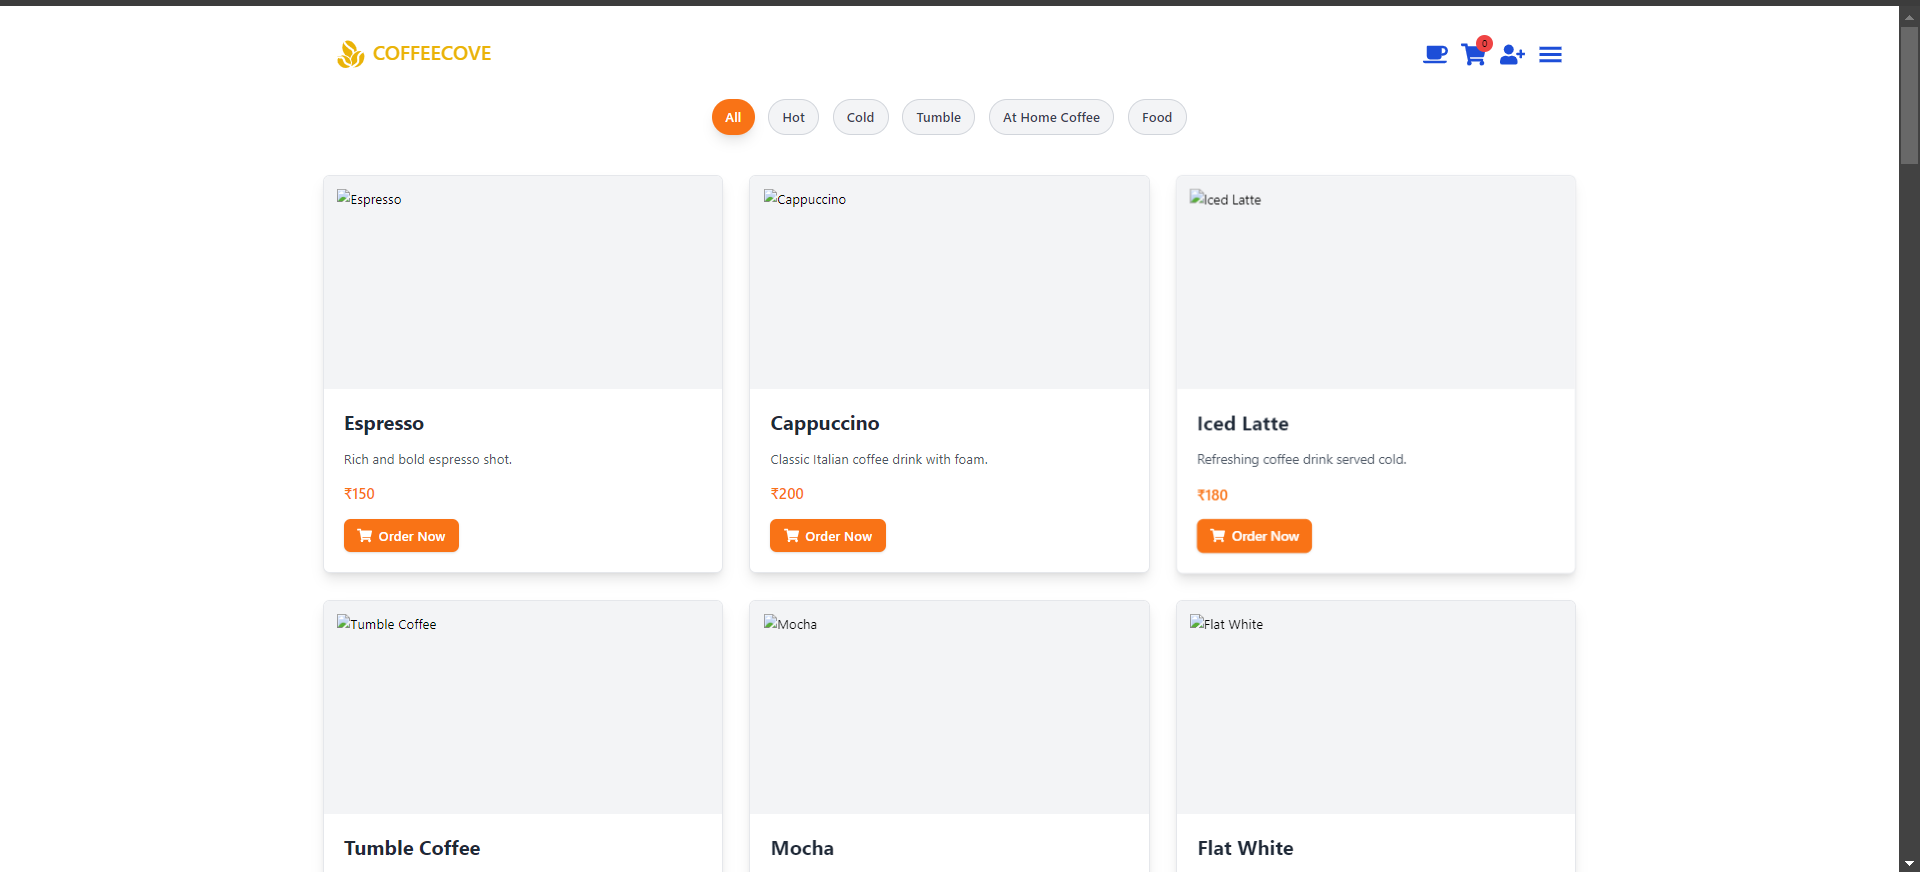 COFFEECOVE
0
All Hot Cold Tumble At Home Coffee Food
Espresso Cappuccino Iced Latte
Espresso Cappuccino Iced Latte
Rich and bold espresso shot. Classic Italian coffee drink with foam. Refreshing coffee drink served cold.
₹150 ₹200 ₹180
Order Now Order Now Order Now
Tumble Coffee Mocha Flat White
Tumble Coffee Mocha Flat White